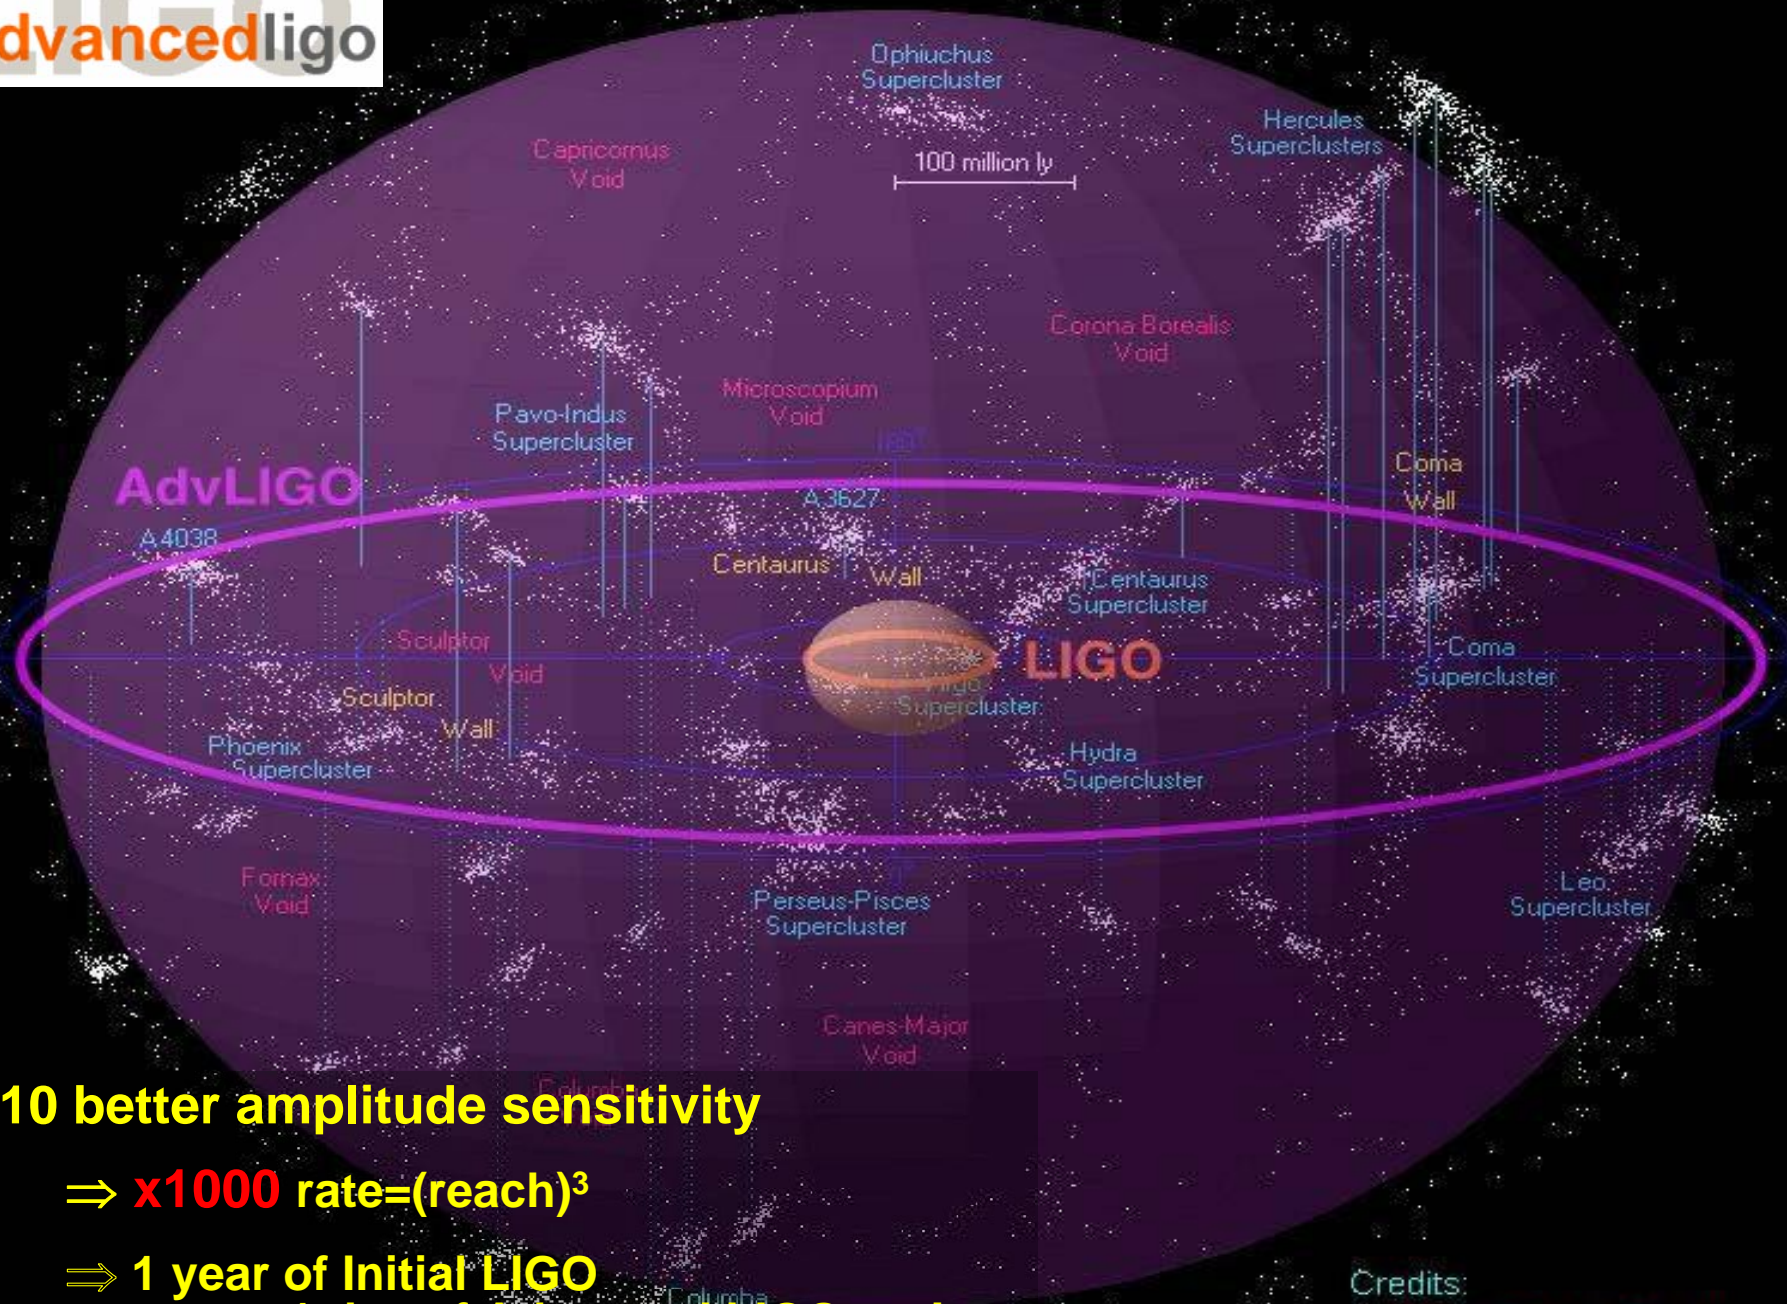 dvancedligo
Ophiuchus
Supercluster
Hercules
Superclusters
Capricornus
Void
100 million ly
Corona Borealis
Void
Microscopium
Void
Pavo-Indus
Supercluster
AdvLIGO
Coma
Wall
A3627
A4038
Centaurus Wall
Centaurus
Supercluster
Sculptor
Void
LIGO
Coma
Supercluster
Virgo
Supercluster
Sculptor
Wall
Phoenix
Supercluster
Hydra
Supercluster
Fornax
Void
Perseus-Pisces
Supercluster
Leo
Supercluster
Canes-Major
Void
Columba
10 better amplitude sensitivity
⇒ x1000 rate=(reach)³
⇒ 1 year of Initial LIGO
Columba
Credits: